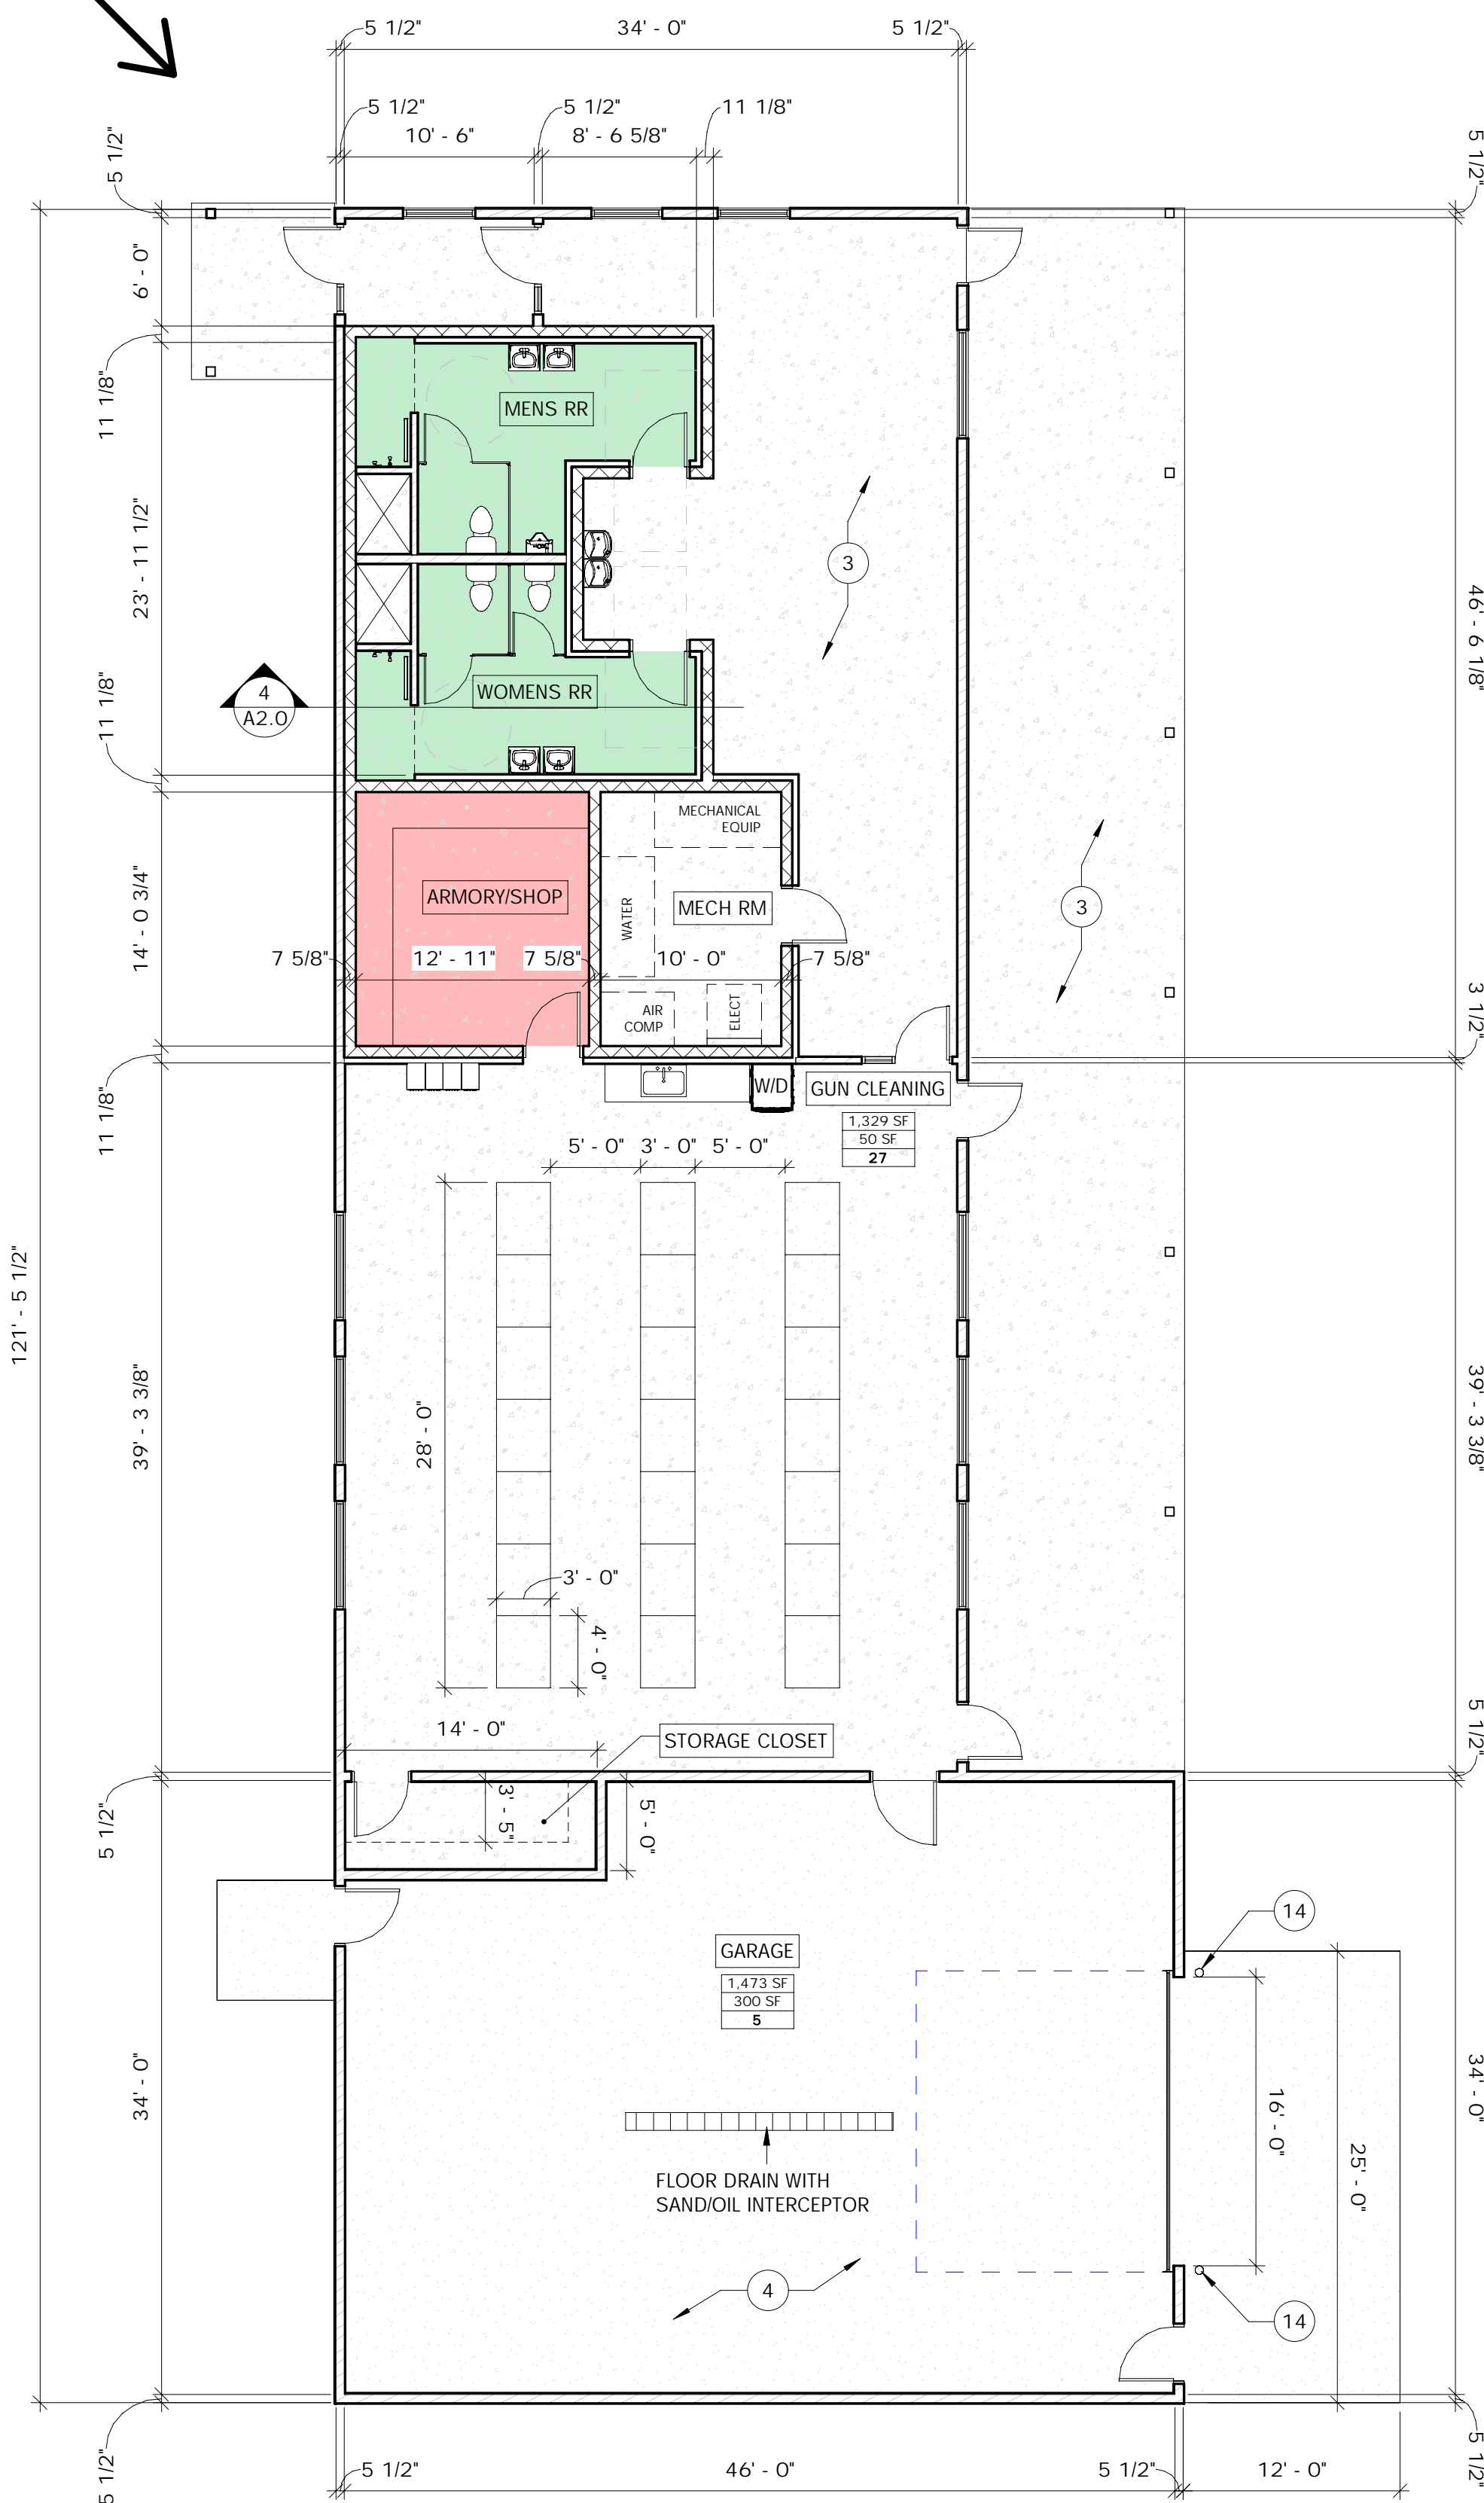 5 1/2"
34' - 0"
5 1/2"
5 1/2"
5 1/2"
11 1/8"
10' - 6"
8' - 6 5/8"
5 1/2"
5 1/2"
6' - 0"
11 1/8"
MENS RR
23' - 11 1/2"
3
46' - 6 1/8"
4
A2.0
WOMENS RR
11 1/8"
MECHANICAL
EQUIP
ARMORY/SHOP
MECH RM
WATER
3
14' - 0 3/4"
7 5/8"
12' - 11"
7 5/8"
10' - 0"
7 5/8"
AIR
COMP
ELECT
3 1/2"
W/D
GUN CLEANING
11 1/8"
1,329 SF
50 SF
27
5' - 0"
3' - 0"
5' - 0"
121' - 5 1/2"
39' - 3 3/8"
28' - 0"
39' - 3 3/8"
3' - 0"
4' - 0"
14' - 0"
STORAGE CLOSET
5 1/2"
5 1/2"
3' - 5"
5' - 0"
14
GARAGE
1,473 SF
300 SF
5
34' - 0"
16' - 0"
25' - 0"
34' - 0"
FLOOR DRAIN WITH
SAND/OIL INTERCEPTOR
4
14
5 1/2"
5 1/2"
46' - 0"
5 1/2"
12' - 0"
5 1/2"